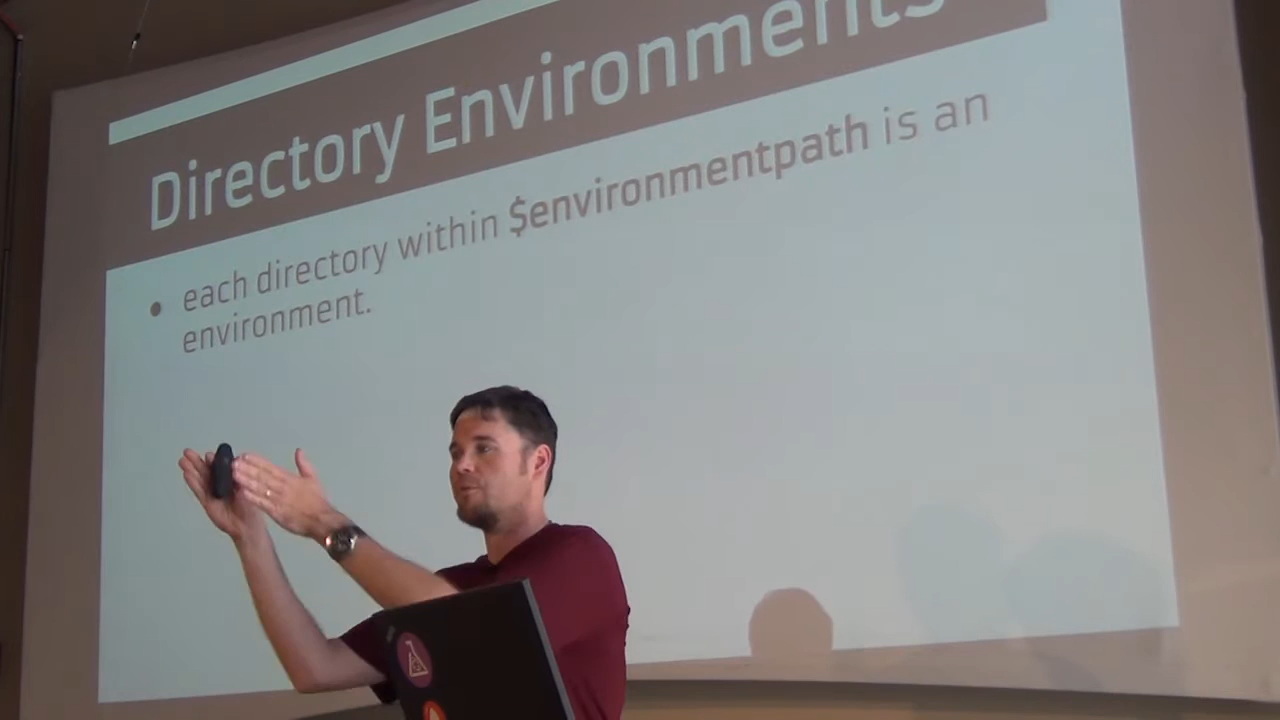 Directory Environments
each directory within $environmentpath is an
environment.